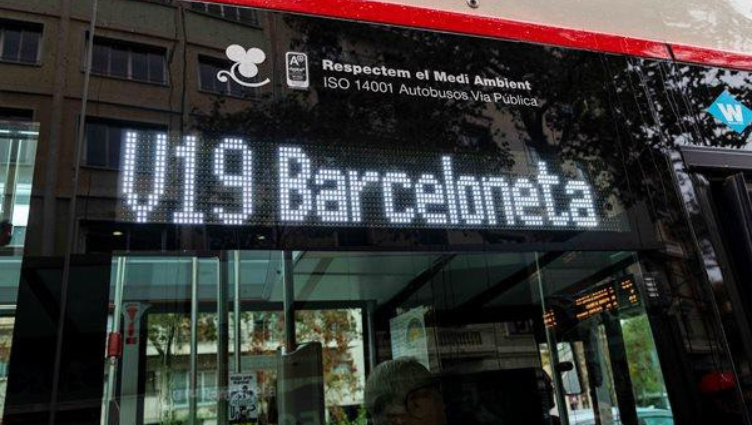 Respectem el Medi Ambient
ISO 14001 Autobusos Via Pública
W
V19 Barceloneta